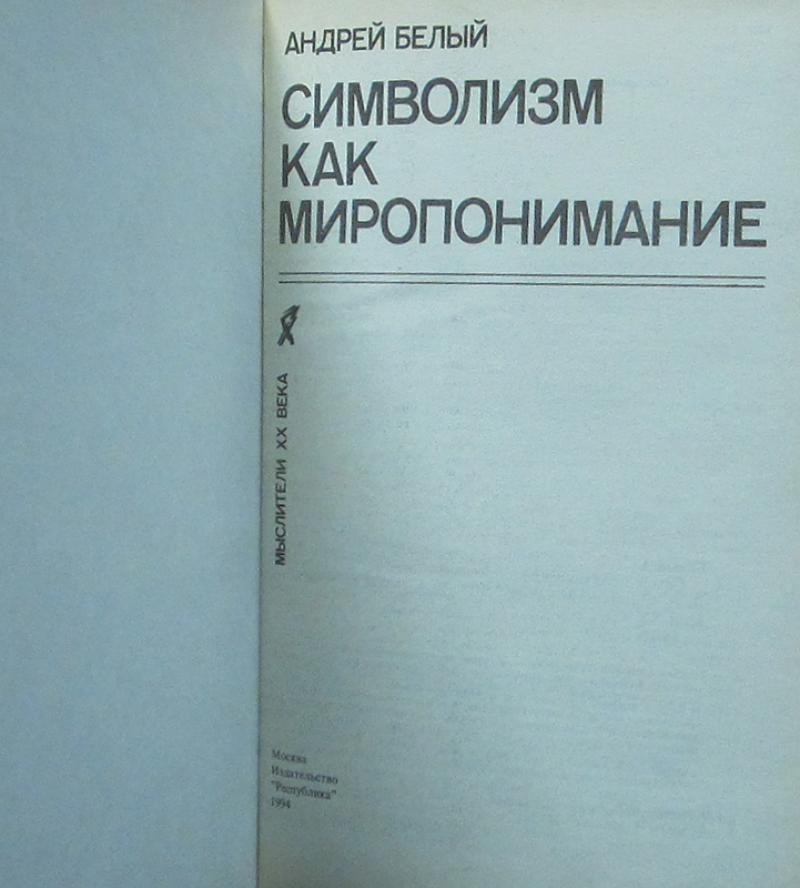 АНДРЕЙ БЕЛЫЙ
СИМВОЛИЗМ
КАК
МИРОПОНИМАНИЕ
МЫСЛИТЕЛИ XX ВЕКА
Москва
Издательство
"Республика"
1994